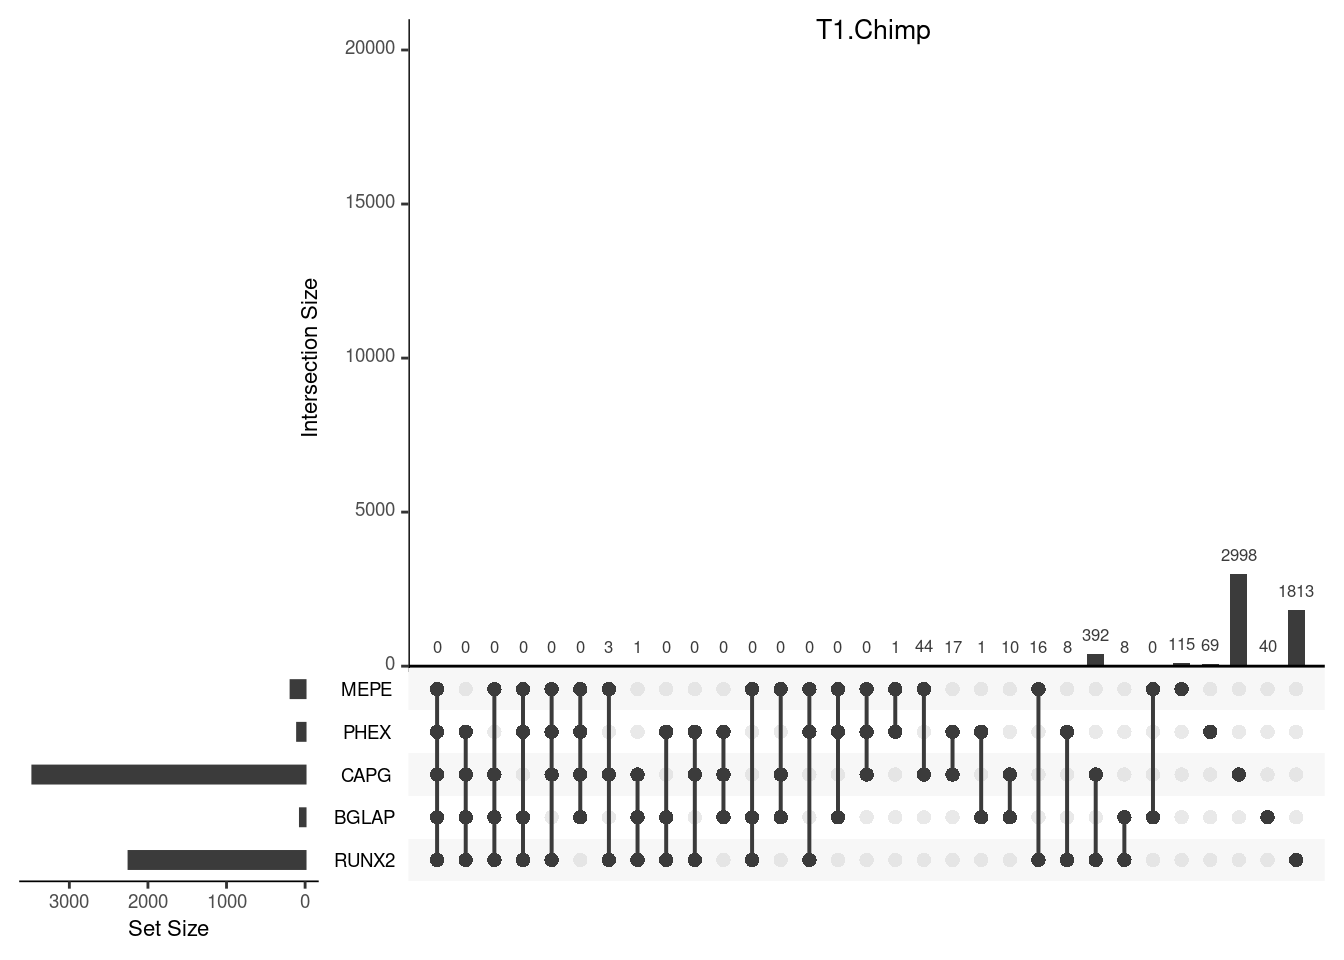 T1.Chimp
20000
15000
10000
5000
0
Intersection Size
2998
1813
392
0 0 0 0 0 0 3 1 0 0 0 0 0 0 0 0 1 44 17 1 10 16 8 8 0 115 69 40
MEPE
PHEX
CAPG
BGLAP
RUNX2
3000 2000 1000 0
Set Size